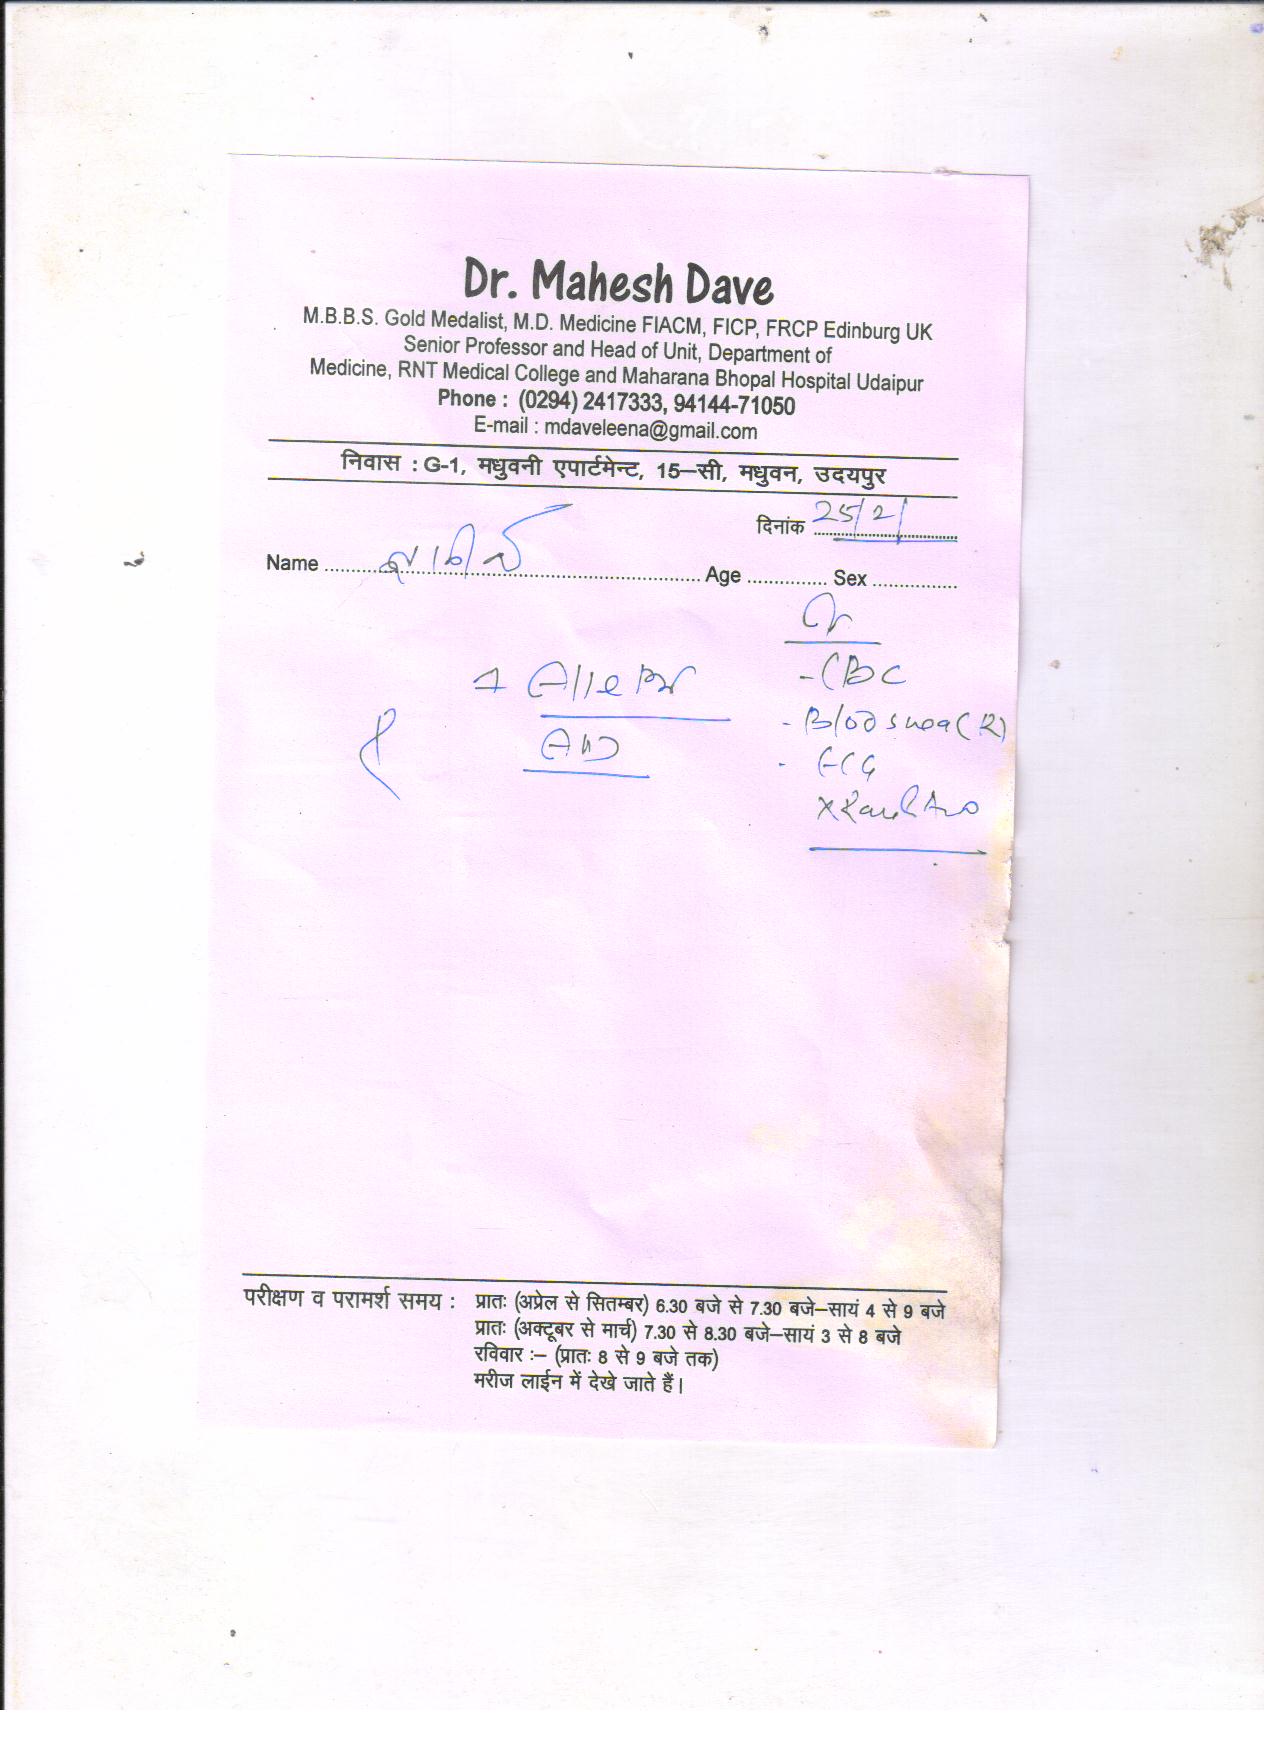 Dr. Mahesh Dave
M.B.B.S. Gold Medalist, M.D. Medicine FIACM, FICP, FRCP Edinburg UK
Senior Professor and Head of Unit, Department of
Medicine, RNT Medical College and Maharana Bhopal Hospital Udaipur
Phone : (0294) 2417333, 94144-71050
E-mail : mdaveleena@gmail.com
निवास : G-1, मधुवनी एपार्टमेन्ट, 15–सी, मधुवन, उदयपुर
दिनांक 25/2/
Name ........ Age ........ Sex ........
- CBC
- Blood (R)
- ECG
परीक्षण व परामर्श समय : प्रातः (अप्रेल से सितम्बर) 6.30 बजे से 7.30 बजे–सायं 4 से 9 बजे
प्रातः (अक्टूबर से मार्च) 7.30 से 8.30 बजे–सायं 3 से 8 बजे
रविवार :– (प्रातः 8 से 9 बजे तक)
मरीज लाईन में देखे जाते हैं।